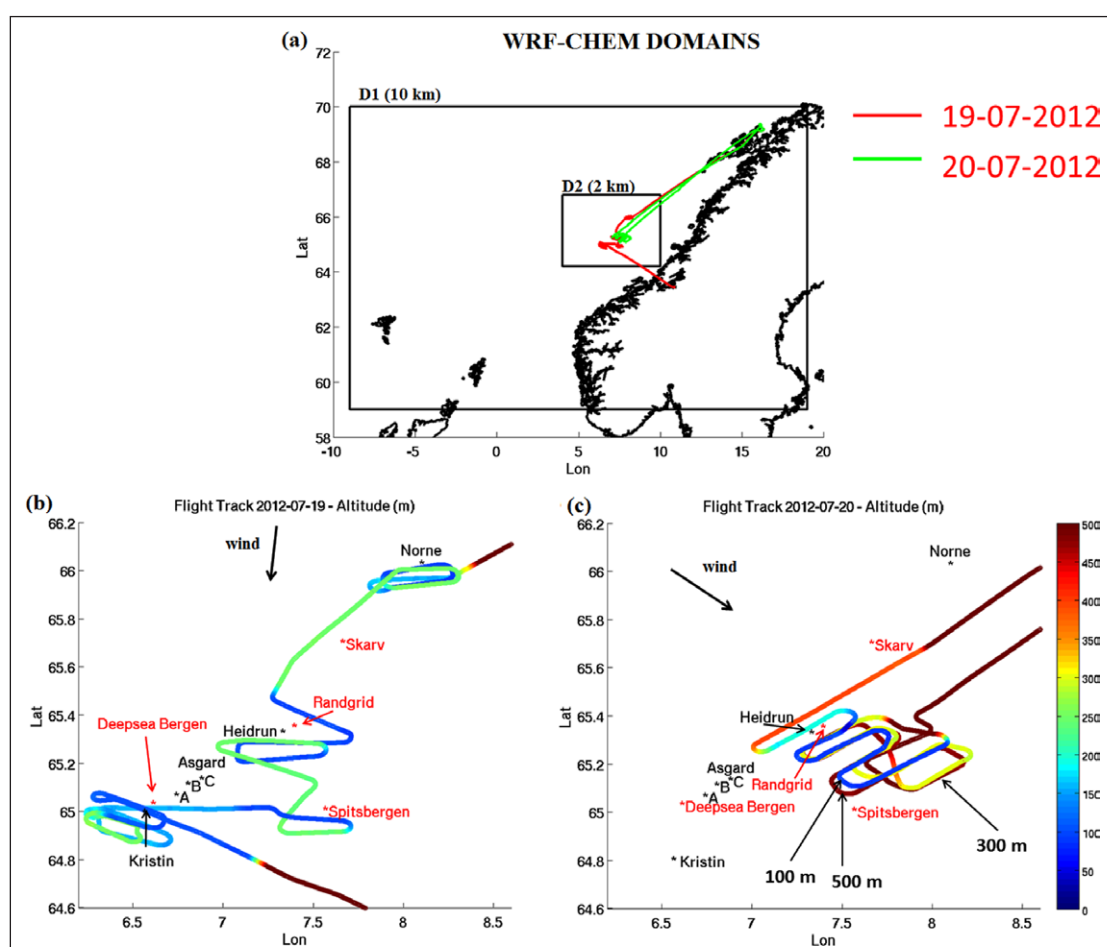 (a) WRF-CHEM DOMAINS
72
D1 (10 km)
70
19-07-2012
68
20-07-2012
D2 (2 km)
66
Lat
64
62
60
58
-10 -5 0 5 10 15 20
Lon
(b) Flight Track 2012-07-19 - Altitude (m)
66.2
wind
Norne
66
65.8
*Skarv
65.6
Randgrid
Lat
65.4
Deepsea Bergen
Heidrun
Asgard
65.2
B C
A
65
*Spitsbergen
Kristin
64.8
64.6
6.5 7 7.5 8 8.5
Lon
(c) Flight Track 2012-07-20 - Altitude (m)
66.2
Norne
66
wind
65.8
*Skarv
65.6
Lat
65.4
Heidrun
65.2
Asgard
B C
A
Randgrid
*Deepsea Bergen
65
*Spitsbergen
300 m
64.8
*Kristin
100 m
500 m
64.6
6.5 7 7.5 8 8.5
Lon
500
450
400
350
300
250
200
150
100
50
0